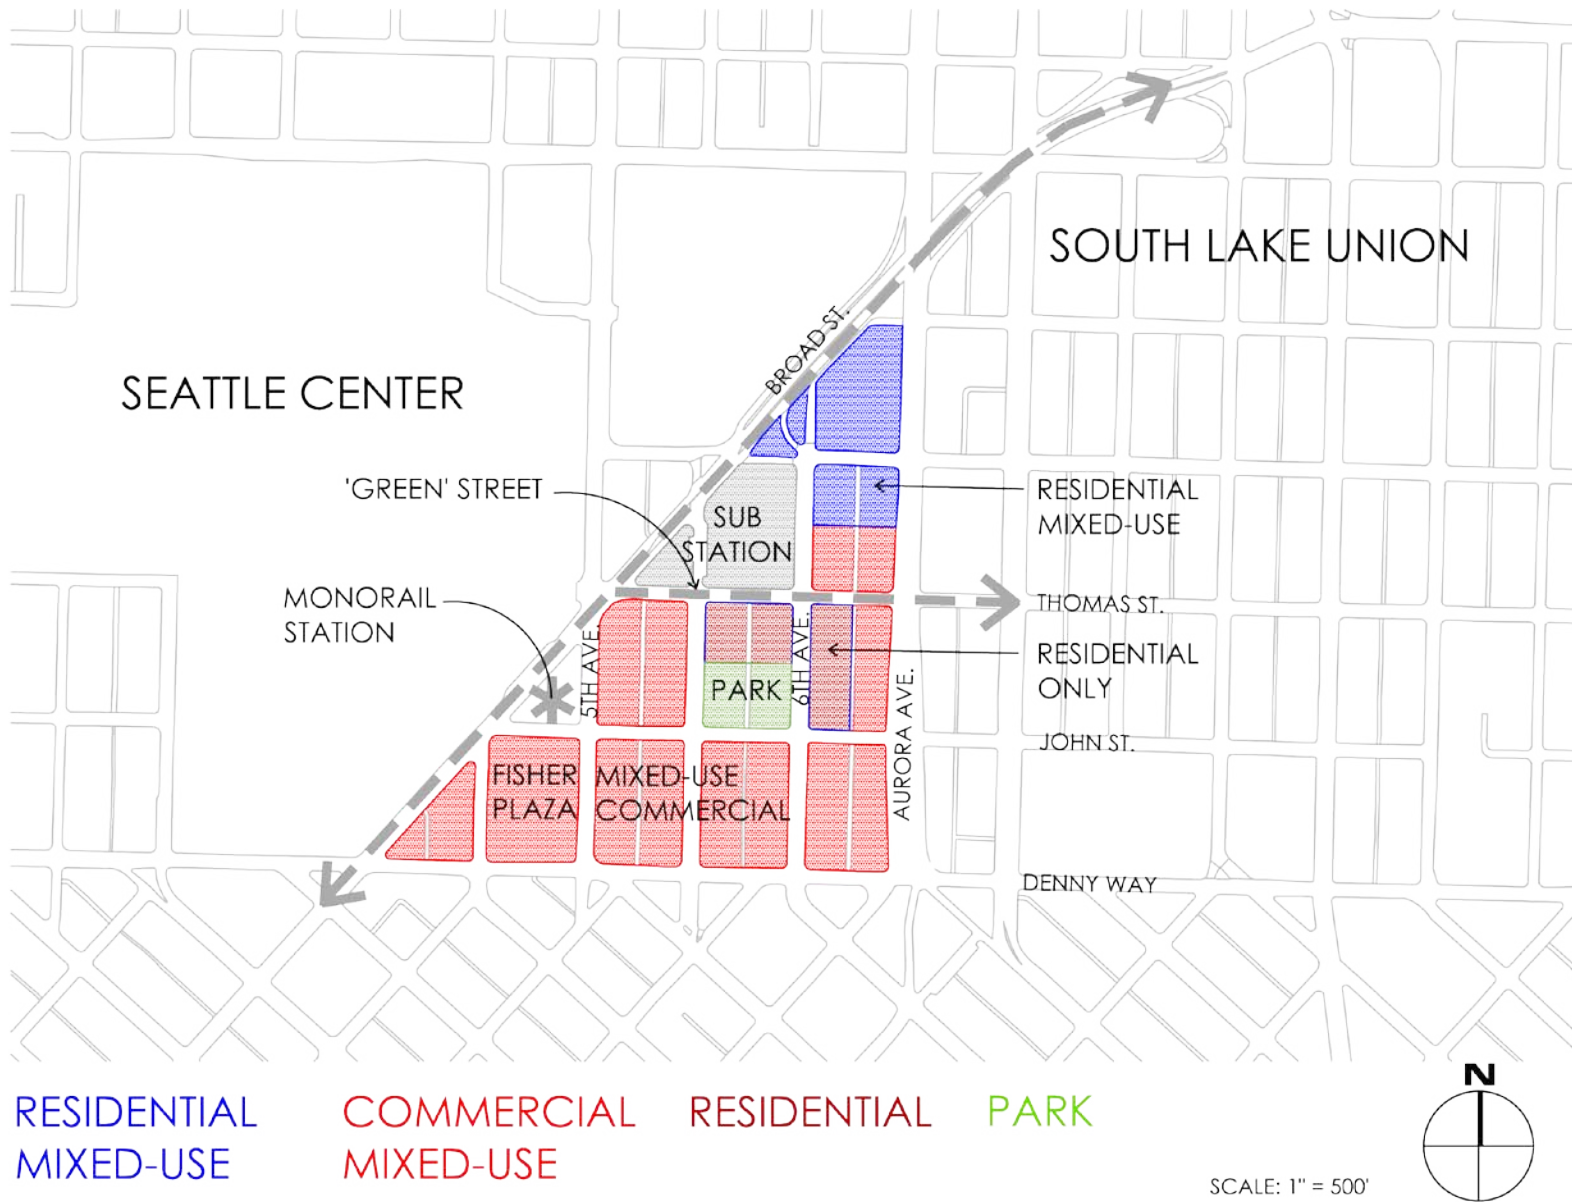 SOUTH LAKE UNION
BROAD ST.
SEATTLE CENTER
'GREEN' STREET
SUB
STATION
RESIDENTIAL
MIXED-USE
MONORAIL
STATION
THOMAS ST.
5TH AVE.
6TH AVE.
RESIDENTIAL
ONLY
PARK
AURORA AVE.
JOHN ST.
FISHER
PLAZA
MIXED-USE
COMMERCIAL
DENNY WAY
N
RESIDENTIAL
MIXED-USE
COMMERCIAL
MIXED-USE
RESIDENTIAL
PARK
SCALE: 1" = 500'